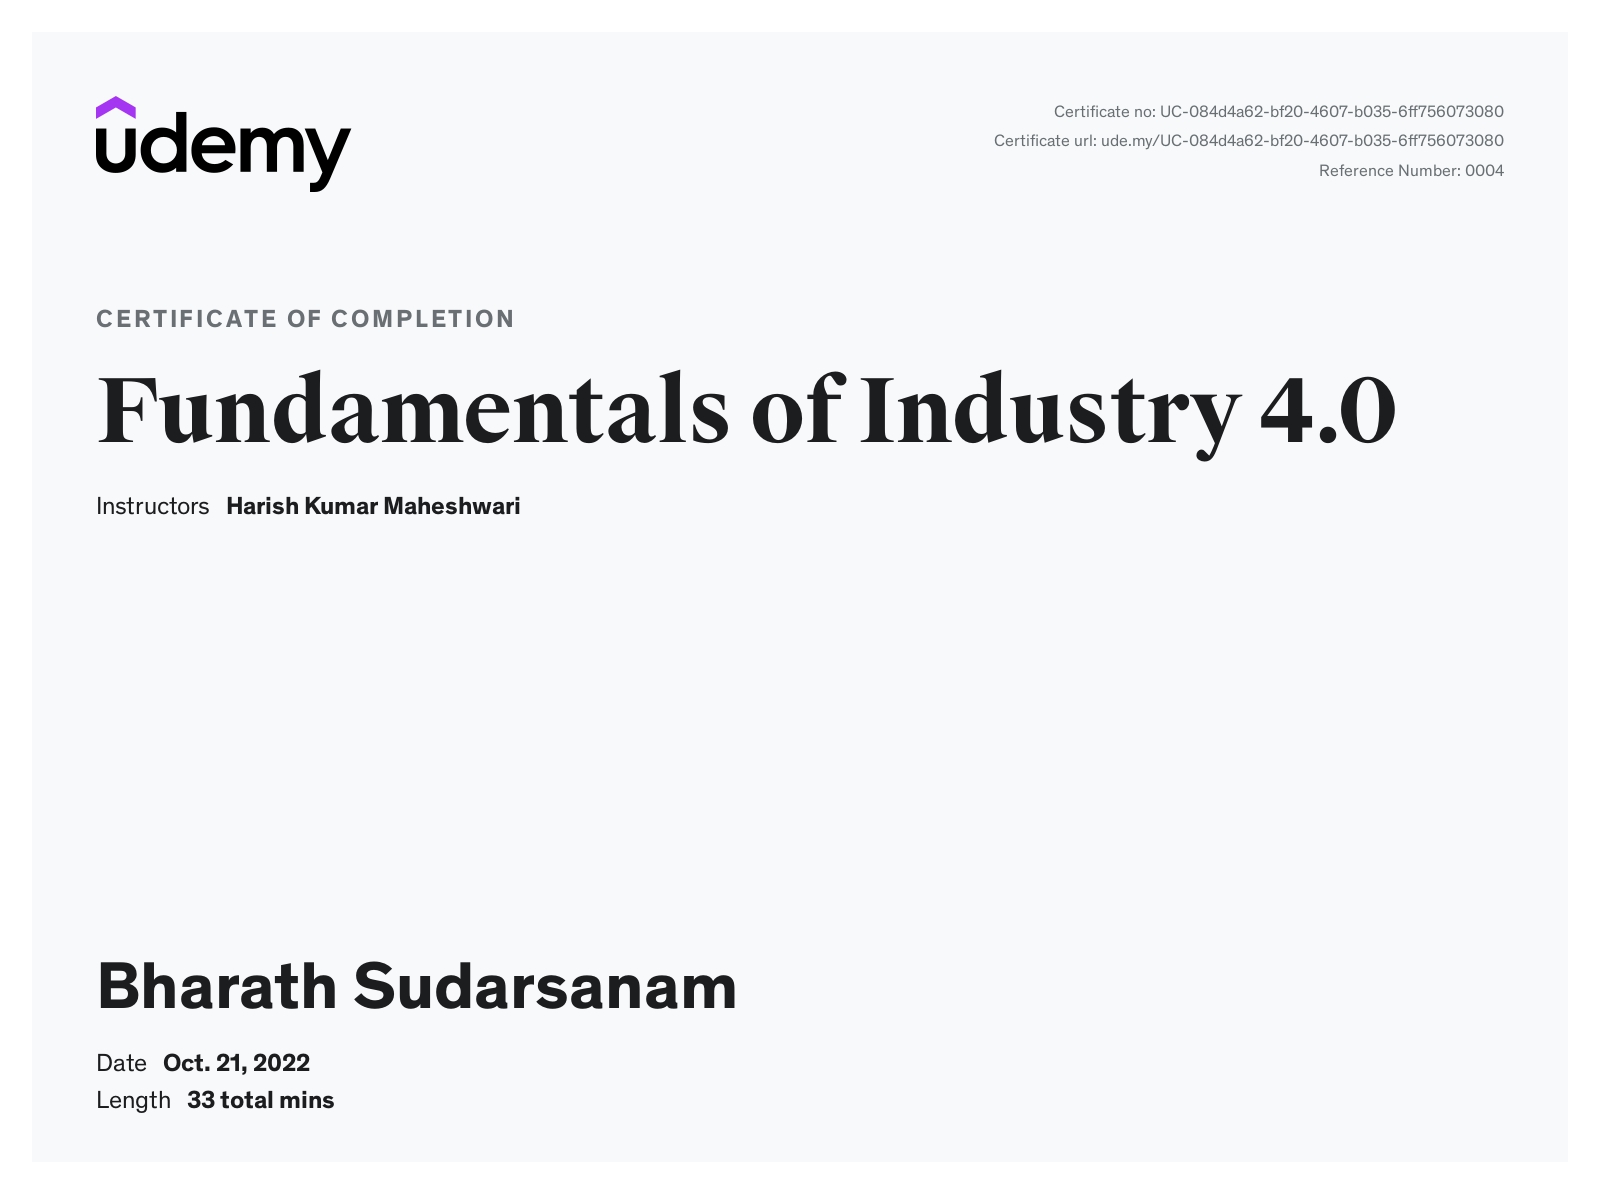 udemy
Certificate no: UC-084d4a62-bf20-4607-b035-6ff756073080
Certificate url: ude.my/UC-084d4a62-bf20-4607-b035-6ff756073080
Reference Number: 0004
CERTIFICATE OF COMPLETION
Fundamentals of Industry 4.0
Instructors Harish Kumar Maheshwari
Bharath Sudarsanam
Date Oct. 21, 2022
Length 33 total mins